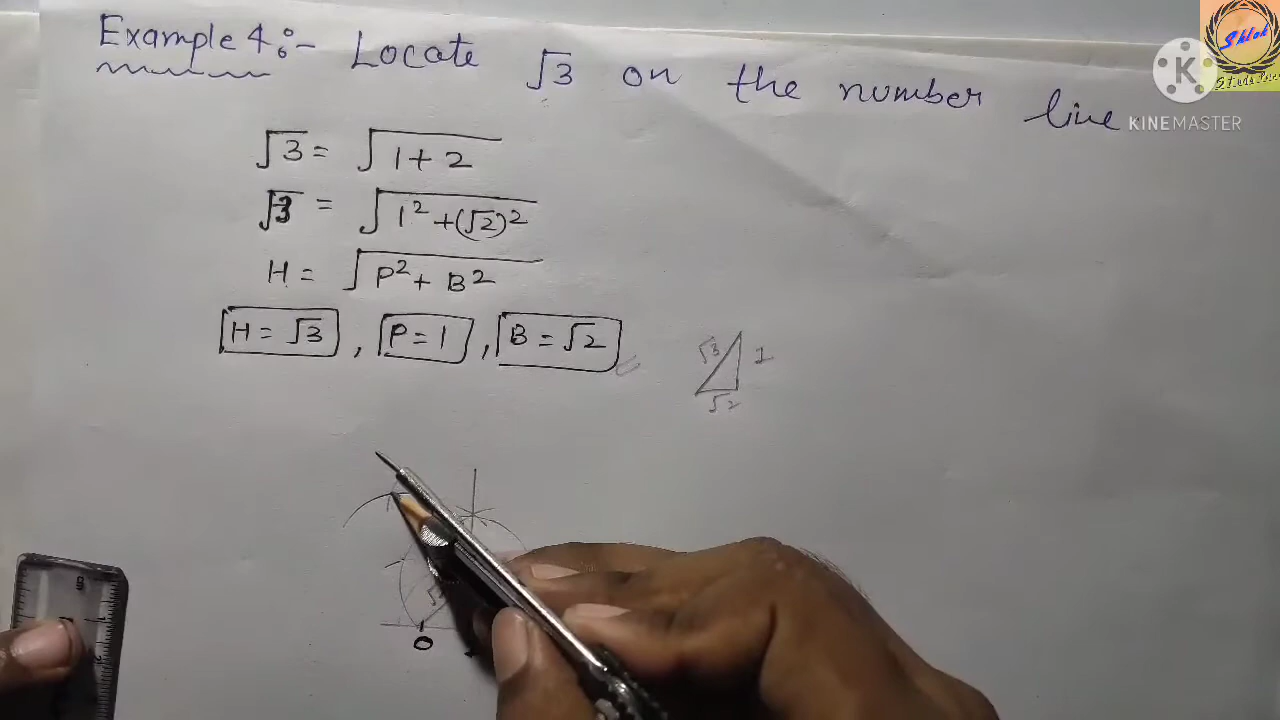 Example 4:- Locate √3 on the number line
√3 = √1 + 2
√3 = √1² + (√2)²
H = √P² + B²
H = √3 , P = 1 , B = √2
√3 1
√2
0
KINEMASTER
K
Shlok